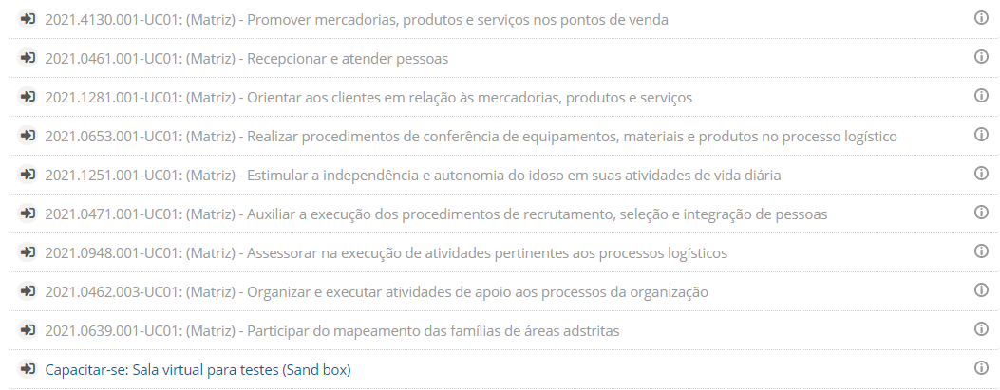 2021.4130.001-UC01: (Matriz) - Promover mercadorias, produtos e serviços nos pontos de venda
2021.0461.001-UC01: (Matriz) - Recepcionar e atender pessoas
2021.1281.001-UC01: (Matriz) - Orientar aos clientes em relação às mercadorias, produtos e serviços
2021.0653.001-UC01: (Matriz) - Realizar procedimentos de conferência de equipamentos, materiais e produtos no processo logístico
2021.1251.001-UC01: (Matriz) - Estimular a independência e autonomia do idoso em suas atividades de vida diária
2021.0471.001-UC01: (Matriz) - Auxiliar a execução dos procedimentos de recrutamento, seleção e integração de pessoas
2021.0948.001-UC01: (Matriz) - Assessorar na execução de atividades pertinentes aos processos logísticos
2021.0462.003-UC01: (Matriz) - Organizar e executar atividades de apoio aos processos da organização
2021.0639.001-UC01: (Matriz) - Participar do mapeamento das famílias de áreas adstritas
Capacitar-se: Sala virtual para testes (Sand box)